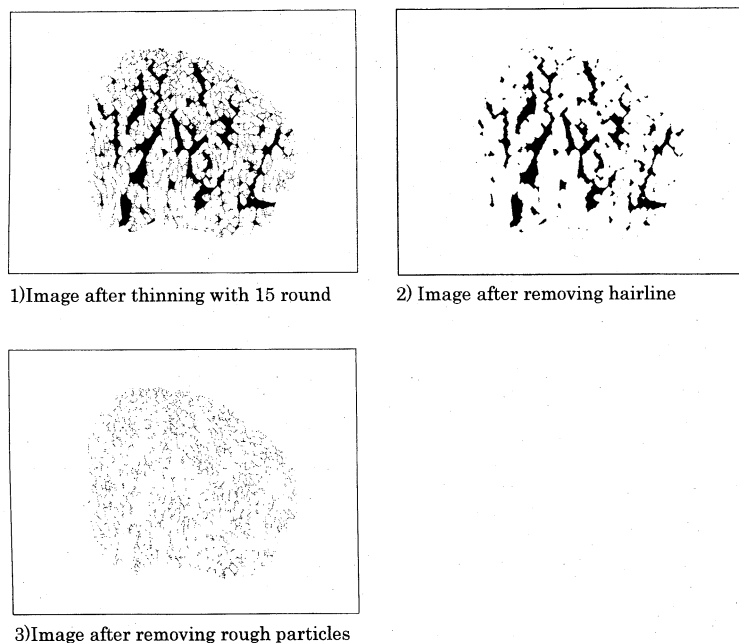 1)Image after thinning with 15 round
2) Image after removing hairline
3)Image after removing rough particles